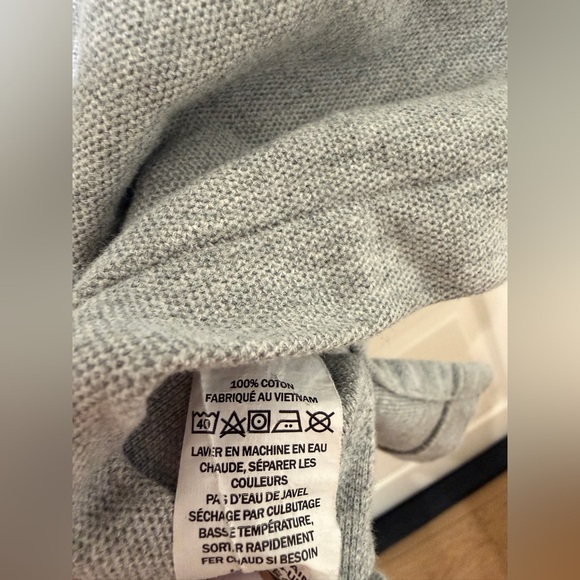 100% COTON
FABRIQUÉ AU VIETNAM
40
LAVER EN MACHINE EN EAU
CHAUDE, SÉPARER LES
COULEURS
PAS D'EAU DE JAVEL
SÉCHAGE PAR CULBUTAGE
BASSE TEMPÉRATURE,
SORTIR RAPIDEMENT
FER CHAUD SI BESOIN